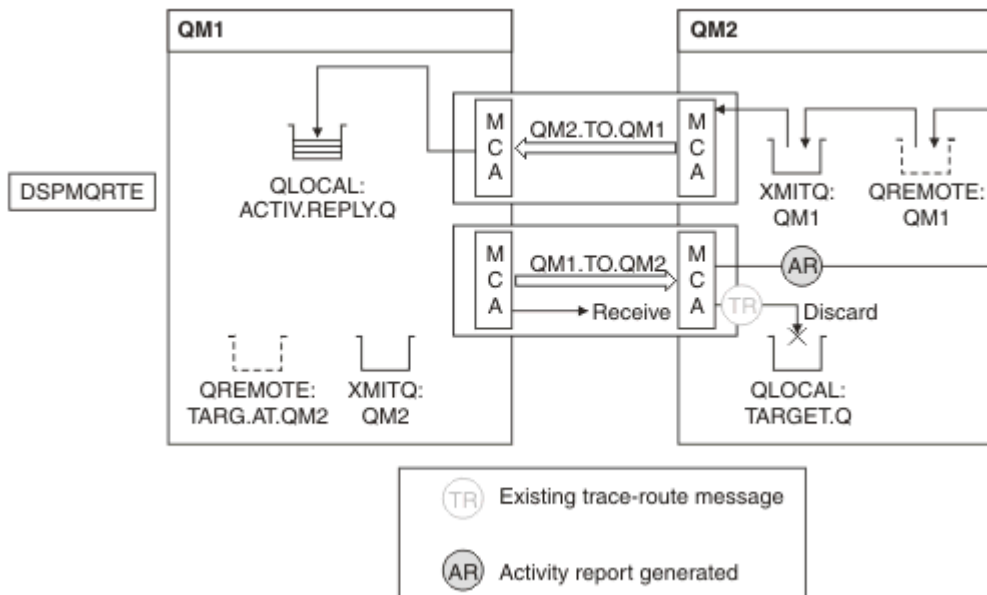 QM1
QM2
DSPMQRTE
M
C
A
QM2.TO.QM1
M
C
A
QLOCAL:
ACTIV.REPLY.Q
XMITQ:
QM1
QREMOTE:
QM1
M
C
A
QM1.TO.QM2
Receive
M
C
A
AR
TR
Discard
QREMOTE:
TARG.AT.QM2
XMITQ:
QM2
QLOCAL:
TARGET.Q
TR Existing trace-route message
AR Activity report generated